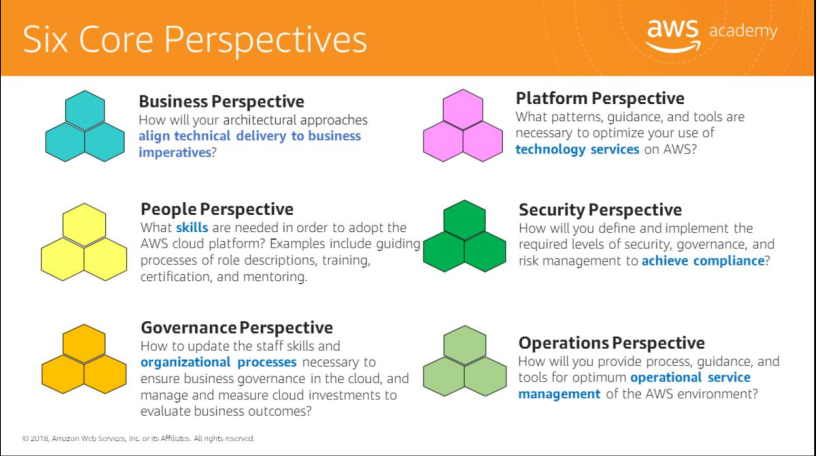 Six Core Perspectives
aws academy
Business Perspective
How will your architectural approaches
align technical delivery to business
imperatives?
Platform Perspective
What patterns, guidance, and tools are
necessary to optimize your use of
technology services on AWS?
People Perspective
What skills are needed in order to adopt the
AWS cloud platform? Examples include guiding
processes of role descriptions, training,
certification, and mentoring.
Security Perspective
How will you define and implement the
required levels of security, governance, and
risk management to achieve compliance?
Governance Perspective
How to update the staff skills and
organizational processes necessary to
ensure business governance in the cloud, and
manage and measure cloud investments to
evaluate business outcomes?
Operations Perspective
How will you provide process, guidance, and
tools for optimum operational service
management of the AWS environment?
© 2018, Amazon Web Services, Inc. or its Affiliates. All rights reserved.